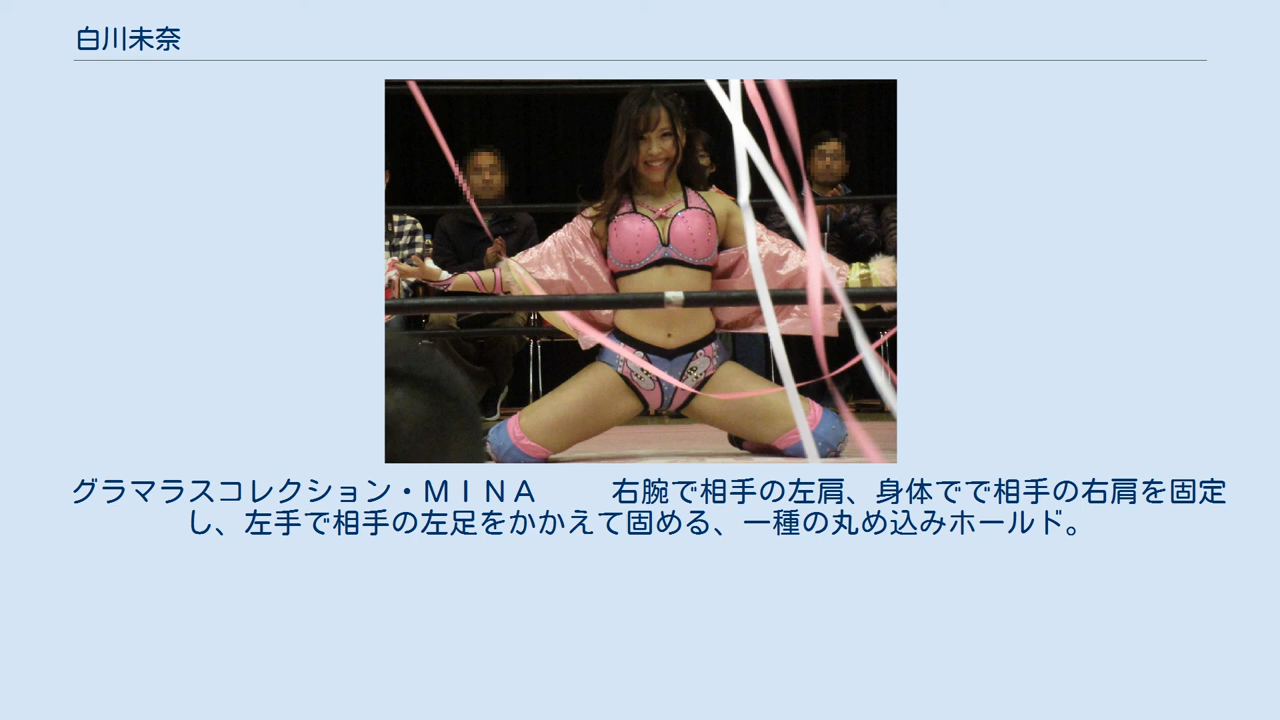 白川未奈
グラマラスコレクション・ＭＩＮＡ　　右腕で相手の左肩、身体でで相手の右肩を固定
し、左手で相手の左足をかかえて固める、一種の丸め込みホールド。